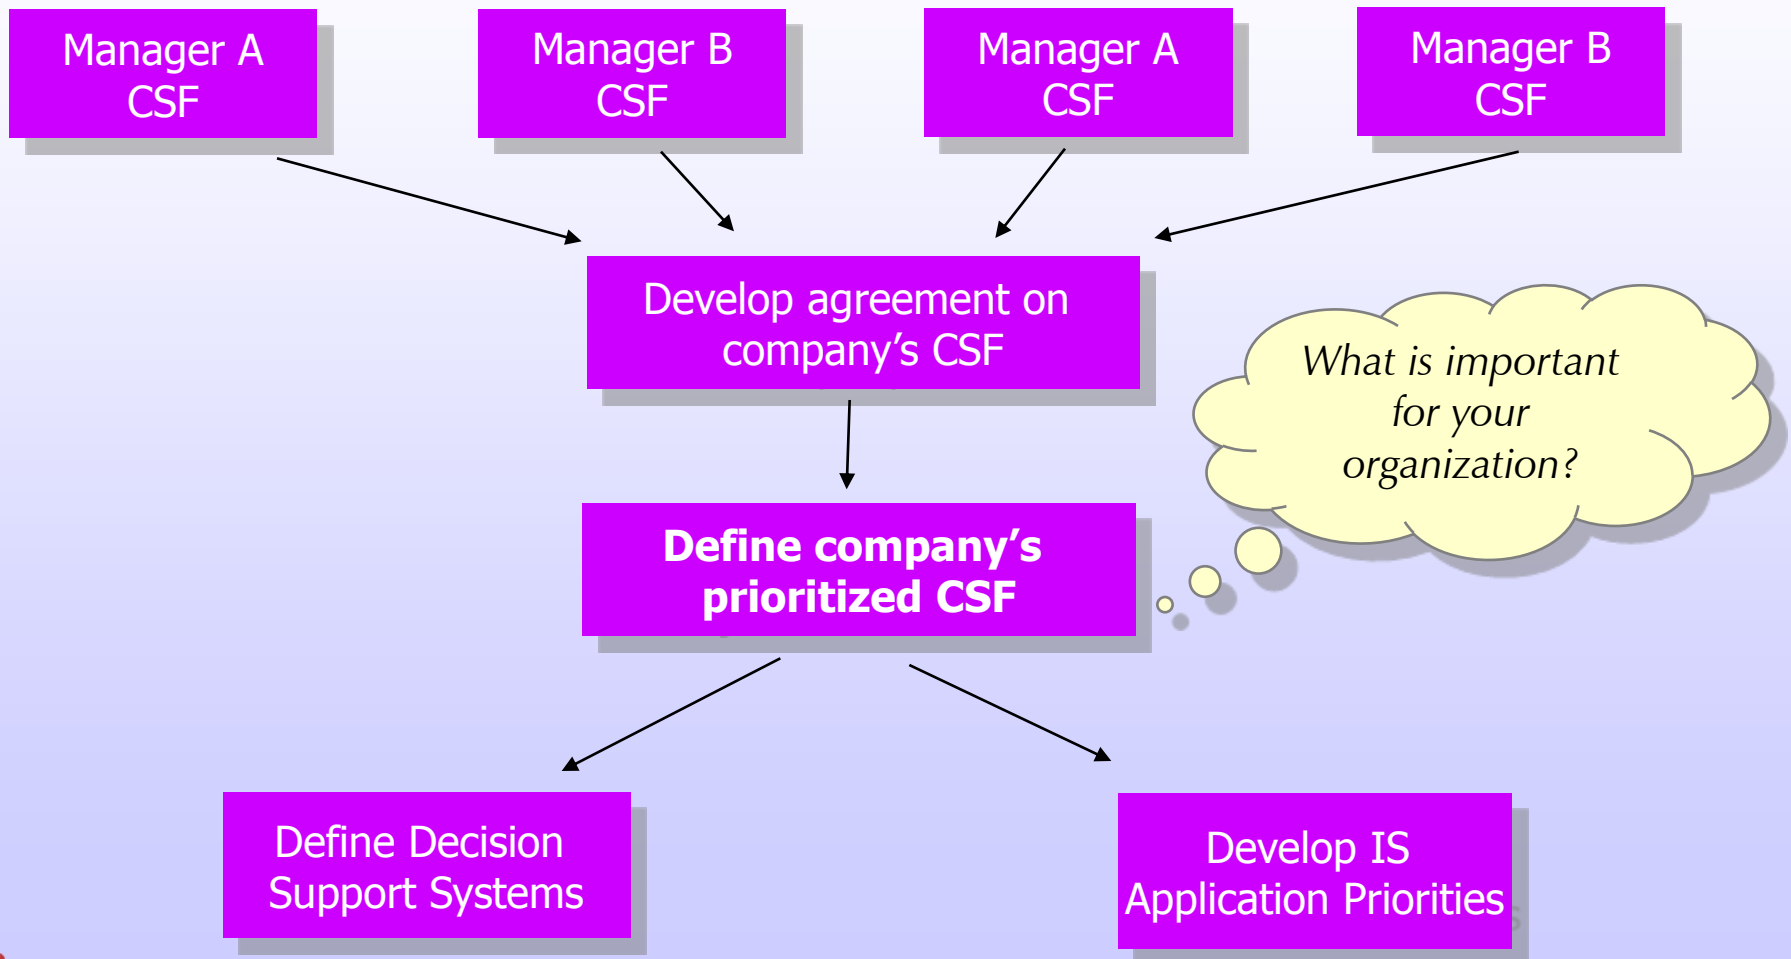 Manager A
CSF
Manager B
CSF
Manager A
CSF
Manager B
CSF
Develop agreement on
company’s CSF
What is important
for your
organization?
Define company’s
prioritized CSF
Define Decision
Support Systems
Develop IS
Application Priorities